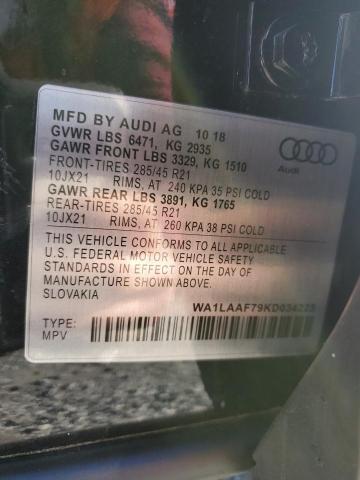 MFD BY AUDI AG 10 18
GVWR LBS 6471, KG 2935
GAWR FRONT LBS 3329, KG 1510
FRONT-TIRES 285/45 R21
10JX21 RIMS, AT 240 KPA 35 PSI COLD
GAWR REAR LBS 3891, KG 1765
REAR-TIRES 285/45 R21
10JX21 RIMS, AT 260 KPA 38 PSI COLD
THIS VEHICLE CONFORMS TO ALL APPLICABLE
U.S. FEDERAL MOTOR VEHICLE SAFETY
STANDARDS IN EFFECT ON THE DAY OF
MANUFACTURE SHOWN ABOVE.
SLOVAKIA
Audi
WA1LAAF79KD034223
TYPE:
MPV